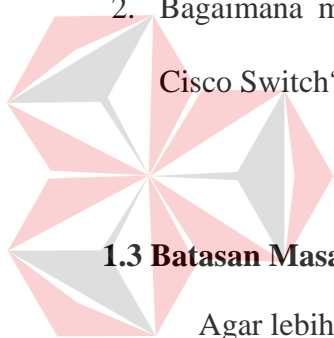 2. Bagaimana m
Cisco Switch“
1.3 Batasan Masa
Agar lebih